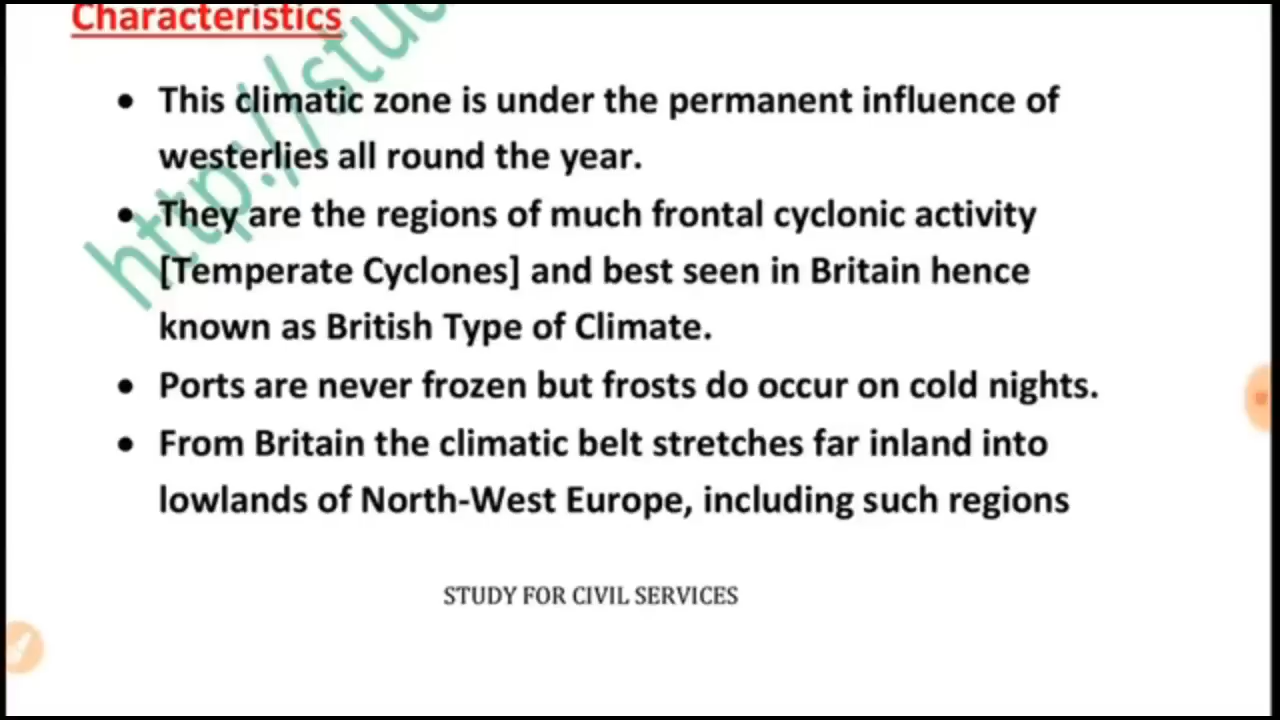 Characteristics
• This climatic zone is under the permanent influence of
westerlies all round the year.
• They are the regions of much frontal cyclonic activity
[Temperate Cyclones] and best seen in Britain hence
known as British Type of Climate.
• Ports are never frozen but frosts do occur on cold nights.
• From Britain the climatic belt stretches far inland into
lowlands of North-West Europe, including such regions
STUDY FOR CIVIL SERVICES
http://stu